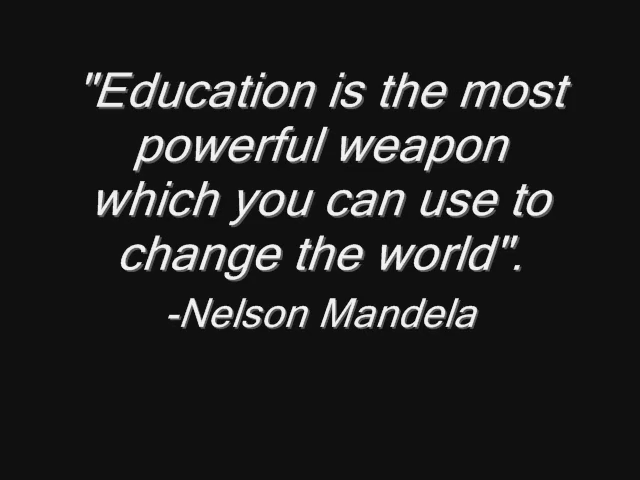 "Education is the most
powerful weapon
which you can use to
change the world".
-Nelson Mandela